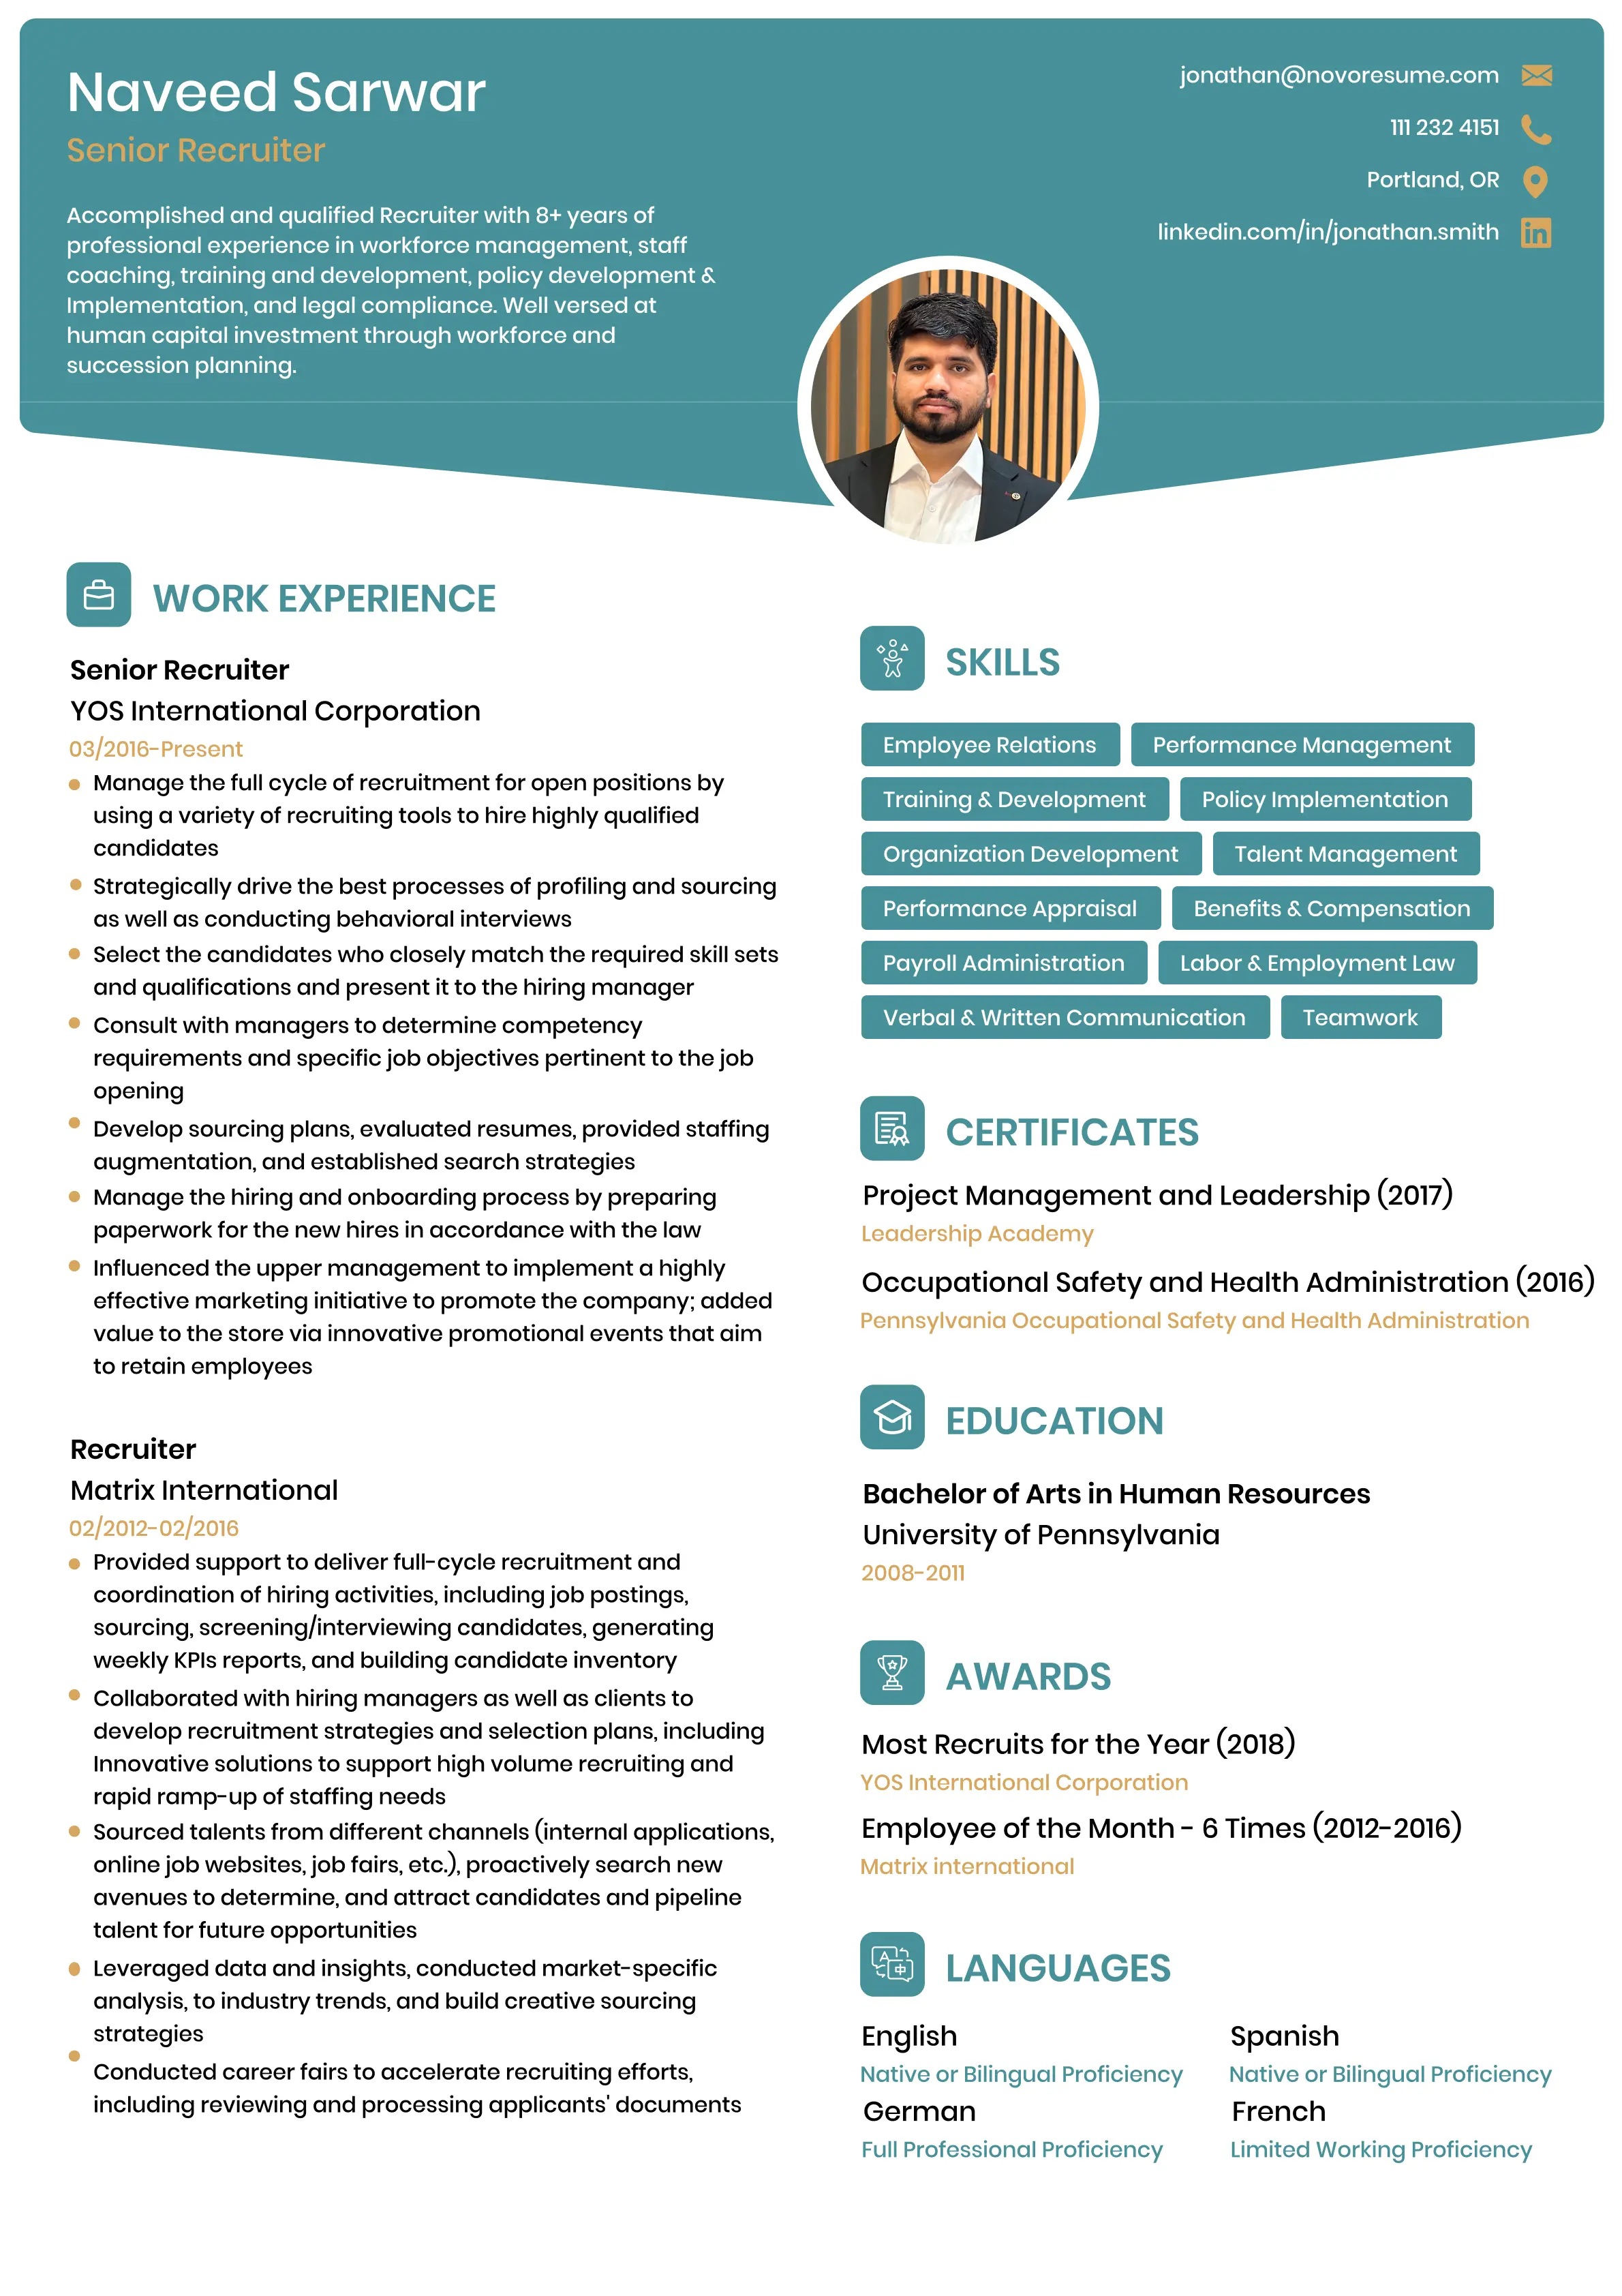 Naveed Sarwar
Senior Recruiter
Accomplished and qualified Recruiter with 8+ years of
professional experience in workforce management, staff
coaching, training and development, policy development &
Implementation, and legal compliance. Well versed at
human capital investment through workforce and
succession planning.
jonathan@novoresume.com
111 232 4151
Portland, OR
linkedin.com/in/jonathan.smith
in
WORK EXPERIENCE
Senior Recruiter
YOS International Corporation
03/2016-Present
Manage the full cycle of recruitment for open positions by
using a variety of recruiting tools to hire highly qualified
candidates
Strategically drive the best processes of profiling and sourcing
as well as conducting behavioral interviews
Select the candidates who closely match the required skill sets
and qualifications and present it to the hiring manager
Consult with managers to determine competency
requirements and specific job objectives pertinent to the job
opening
Develop sourcing plans, evaluated resumes, provided staffing
augmentation, and established search strategies
Manage the hiring and onboarding process by preparing
paperwork for the new hires in accordance with the law
Influenced the upper management to implement a highly
effective marketing initiative to promote the company; added
value to the store via innovative promotional events that aim
to retain employees
Recruiter
Matrix International
02/2012-02/2016
Provided support to deliver full-cycle recruitment and
coordination of hiring activities, including job postings,
sourcing, screening/interviewing candidates, generating
weekly KPIs reports, and building candidate inventory
Collaborated with hiring managers as well as clients to
develop recruitment strategies and selection plans, including
Innovative solutions to support high volume recruiting and
rapid ramp-up of staffing needs
Sourced talents from different channels (internal applications,
online job websites, job fairs, etc.), proactively search new
avenues to determine, and attract candidates and pipeline
talent for future opportunities
Leveraged data and insights, conducted market-specific
analysis, to industry trends, and build creative sourcing
strategies
Conducted career fairs to accelerate recruiting efforts,
including reviewing and processing applicants' documents
SKILLS
Employee Relations
Performance Management
Training & Development
Policy Implementation
Organization Development
Talent Management
Performance Appraisal
Benefits & Compensation
Payroll Administration
Labor & Employment Law
Verbal & Written Communication
Teamwork
CERTIFICATES
Project Management and Leadership (2017)
Leadership Academy
Occupational Safety and Health Administration (2016)
Pennsylvania Occupational Safety and Health Administration
EDUCATION
Bachelor of Arts in Human Resources
University of Pennsylvania
2008-2011
AWARDS
Most Recruits for the Year (2018)
YOS International Corporation
Employee of the Month - 6 Times (2012-2016)
Matrix international
A 中
LANGUAGES
English
Native or Bilingual Proficiency
Spanish
Native or Bilingual Proficiency
German
Full Professional Proficiency
French
Limited Working Proficiency